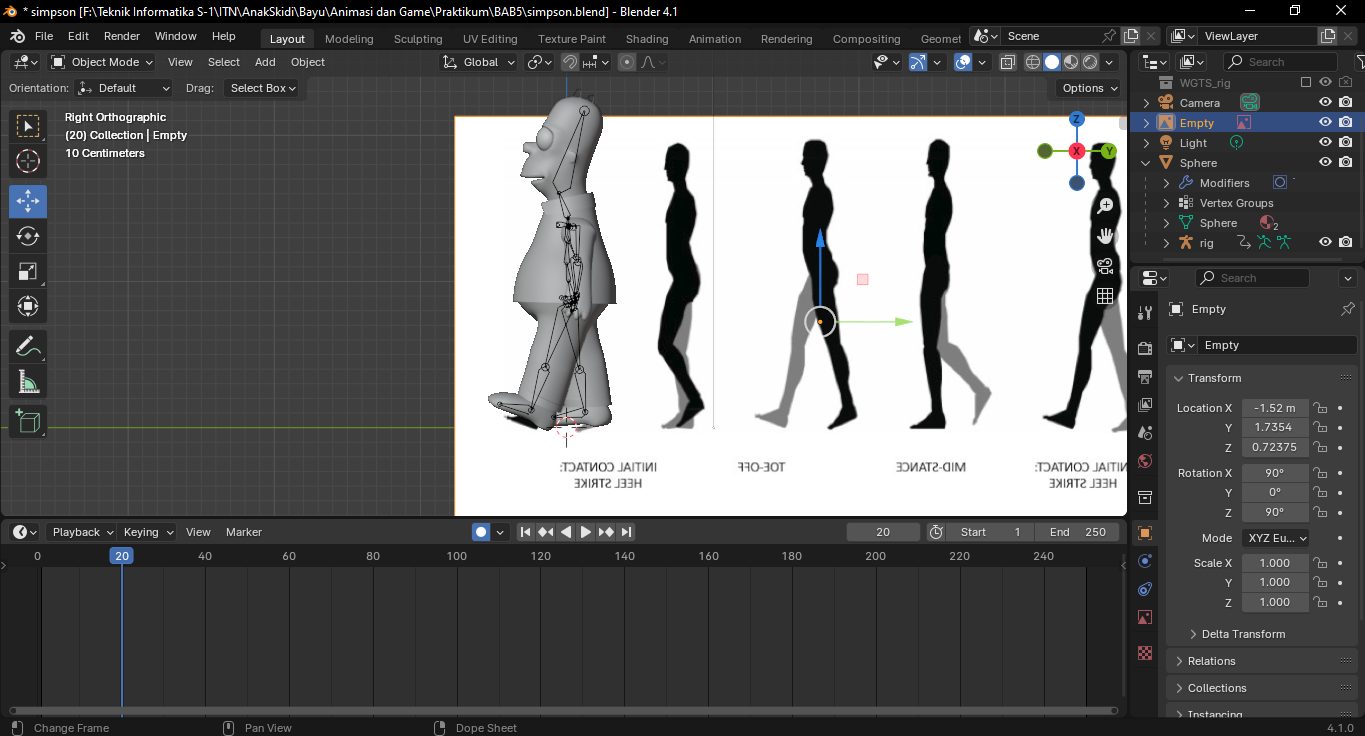 * simpson [F:\Teknik Informatika S-1\ITN\AnakSkidi\Bayu\Animasi dan Game\Praktikum\BAB5\simpson.blend] - Blender 4.1
File Edit Render Window Help Layout Modeling Sculpting UV Editing Texture Paint Shading Animation Rendering Compositing Geomet Scene ViewLayer
Object Mode View Select Add Object Global Search
Orientation: Default Drag: Select Box Options
WGTS_rig
Camera
Empty
Light
Sphere
Modifiers
Vertex Groups
Sphere 2
rig
Right Orthographic
(20) Collection | Empty
10 Centimeters
Z
X
Y
INITIAL CONTACT: TOE-OFF MID-STANCE INITIAL CONTACT:
HEEL STRIKE HEEL STRIKE
Search
Empty
Empty
Transform
Location X -1.52 m
Y 1.7354
Z 0.72375
Rotation X 90°
Y 0°
Z 90°
Mode XYZ Eu...
Scale X 1.000
Y 1.000
Z 1.000
Delta Transform
Relations
Collections
Instancing
Playback Keying View Marker 20 Start 1 End 250
0 20 40 60 80 100 120 140 160 180 200 220 240
Change Frame Pan View Dope Sheet 4.1.0